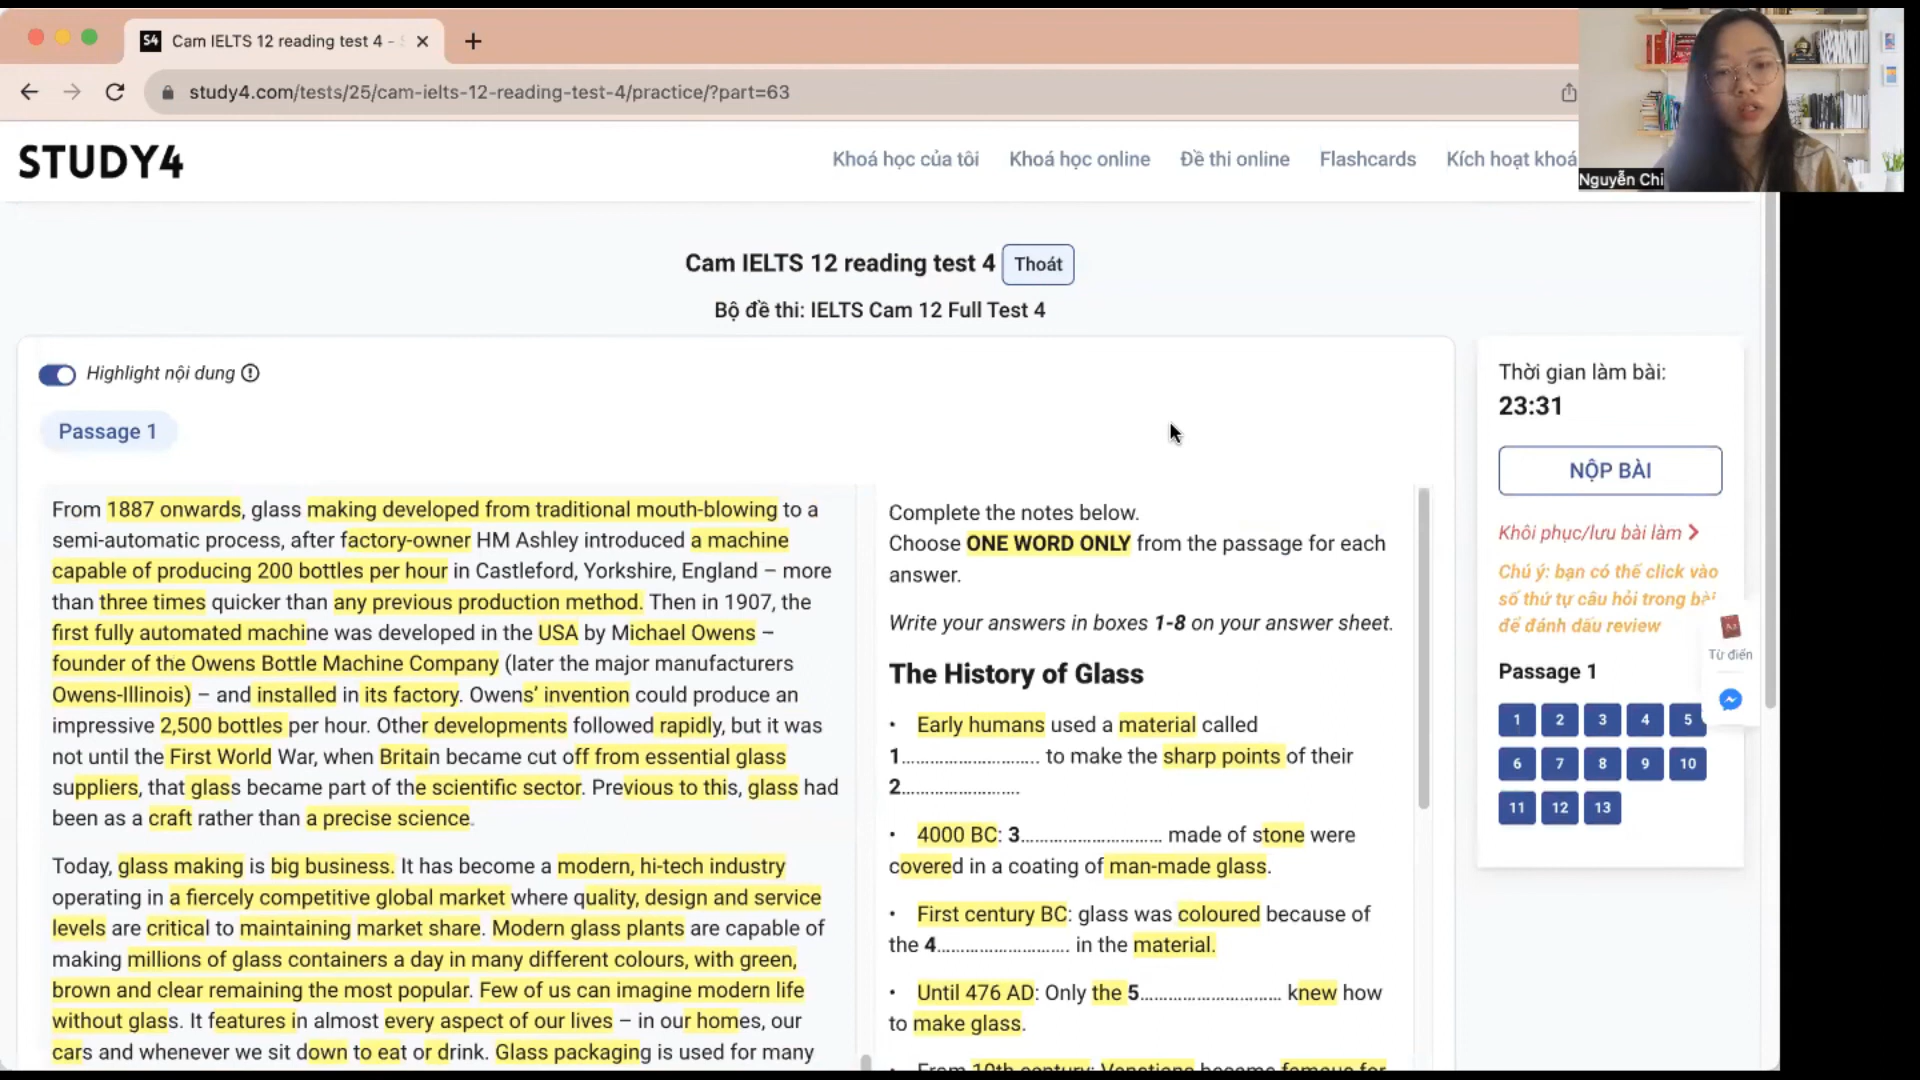 S4 Cam IELTS 12 reading test 4 -
study4.com/tests/25/cam-ielts-12-reading-test-4/practice/?part=63
STUDY4
Khoá học của tôi
Khoá học online
Đề thi online
Flashcards
Kích hoạt khoá
Nguyễn Chi
Cam IELTS 12 reading test 4
Thoát
Bộ đề thi: IELTS Cam 12 Full Test 4
Highlight nội dung
Passage 1
From 1887 onwards, glass making developed from traditional mouth-blowing to a
semi-automatic process, after factory-owner HM Ashley introduced a machine
capable of producing 200 bottles per hour in Castleford, Yorkshire, England – more
than three times quicker than any previous production method. Then in 1907, the
first fully automated machine was developed in the USA by Michael Owens –
founder of the Owens Bottle Machine Company (later the major manufacturers
Owens-Illinois) – and installed in its factory. Owens’ invention could produce an
impressive 2,500 bottles per hour. Other developments followed rapidly, but it was
not until the First World War, when Britain became cut off from essential glass
suppliers, that glass became part of the scientific sector. Previous to this, glass had
been as a craft rather than a precise science.
Today, glass making is big business. It has become a modern, hi-tech industry
operating in a fiercely competitive global market where quality, design and service
levels are critical to maintaining market share. Modern glass plants are capable of
making millions of glass containers a day in many different colours, with green,
brown and clear remaining the most popular. Few of us can imagine modern life
without glass. It features in almost every aspect of our lives – in our homes, our
cars and whenever we sit down to eat or drink. Glass packaging is used for many
Complete the notes below.
Choose ONE WORD ONLY from the passage for each
answer.
Write your answers in boxes 1-8 on your answer sheet.
The History of Glass
• Early humans used a material called
1……………………….. to make the sharp points of their
2…………………….
• 4000 BC: 3……………………….. made of stone were
covered in a coating of man-made glass.
• First century BC: glass was coloured because of
the 4………………………. in the material.
• Until 476 AD: Only the 5……………………….. knew how
to make glass.
• From 10th century: Venetians became famous for
Thời gian làm bài:
23:31
NỘP BÀI
Khôi phục/lưu bài làm
Chú ý: bạn có thể click vào
số thứ tự câu hỏi trong bài
để đánh dấu review
Từ điển
Passage 1
1 2 3 4 5
6 7 8 9 10
11 12 13